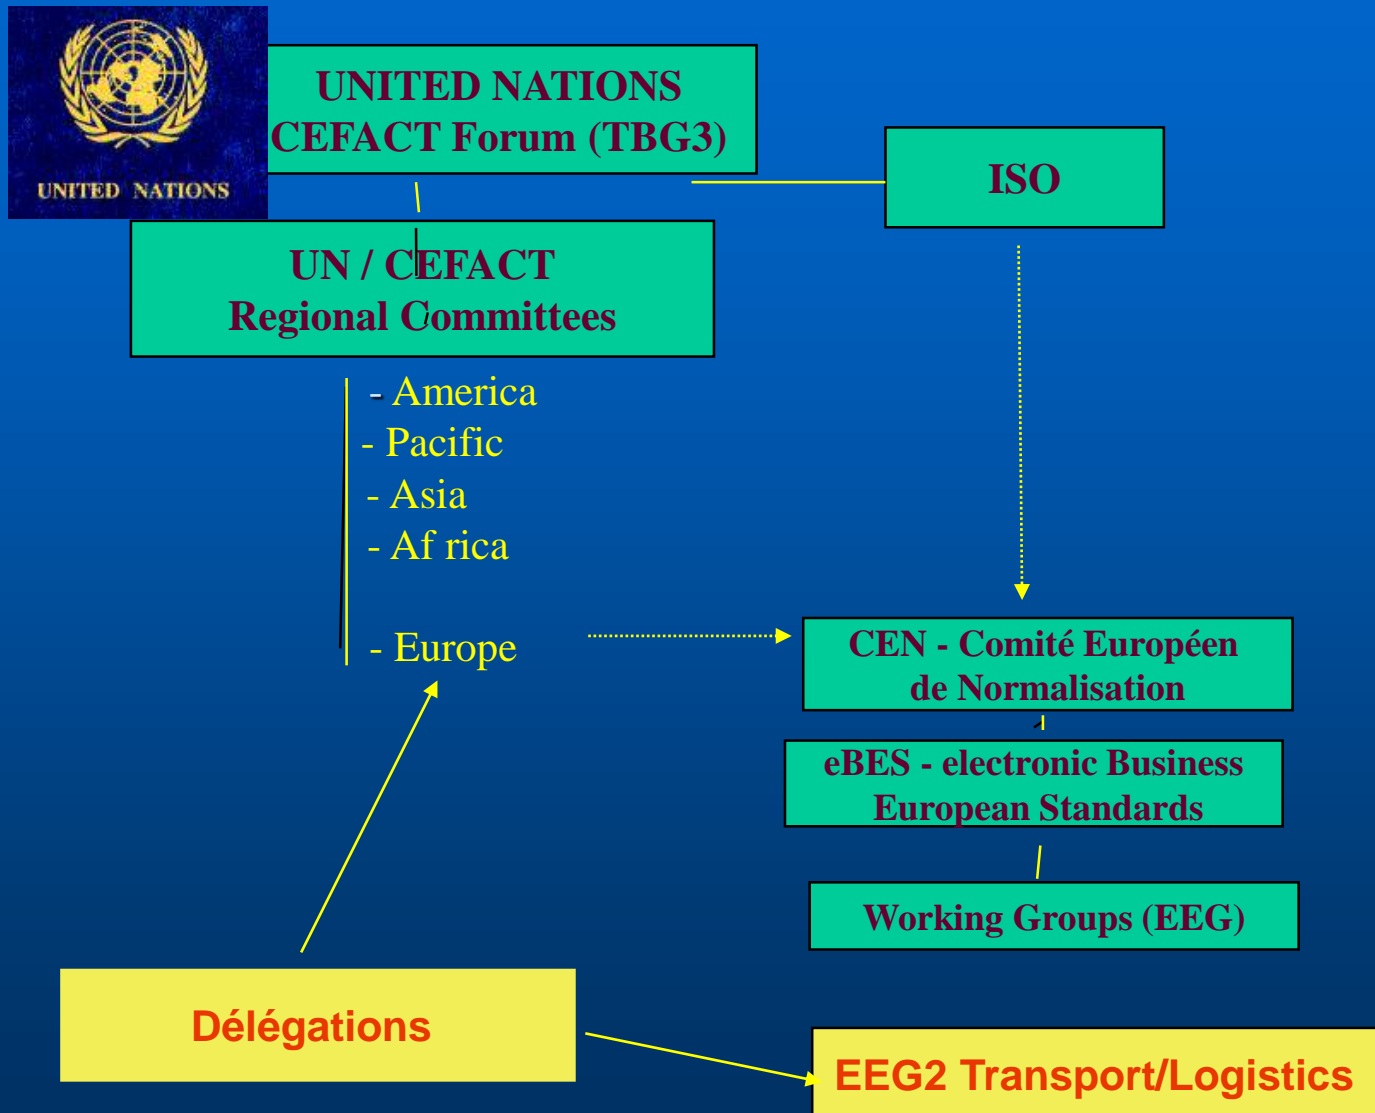 UNITED NATIONS
UNITED NATIONS
CEFACT Forum (TBG3)
ISO
UN / CEFACT
Regional Committees
- America
- Pacific
- Asia
- Af rica
- Europe
CEN - Comité Européen
de Normalisation
eBES - electronic Business
European Standards
Working Groups (EEG)
Délégations
EEG2 Transport/Logistics